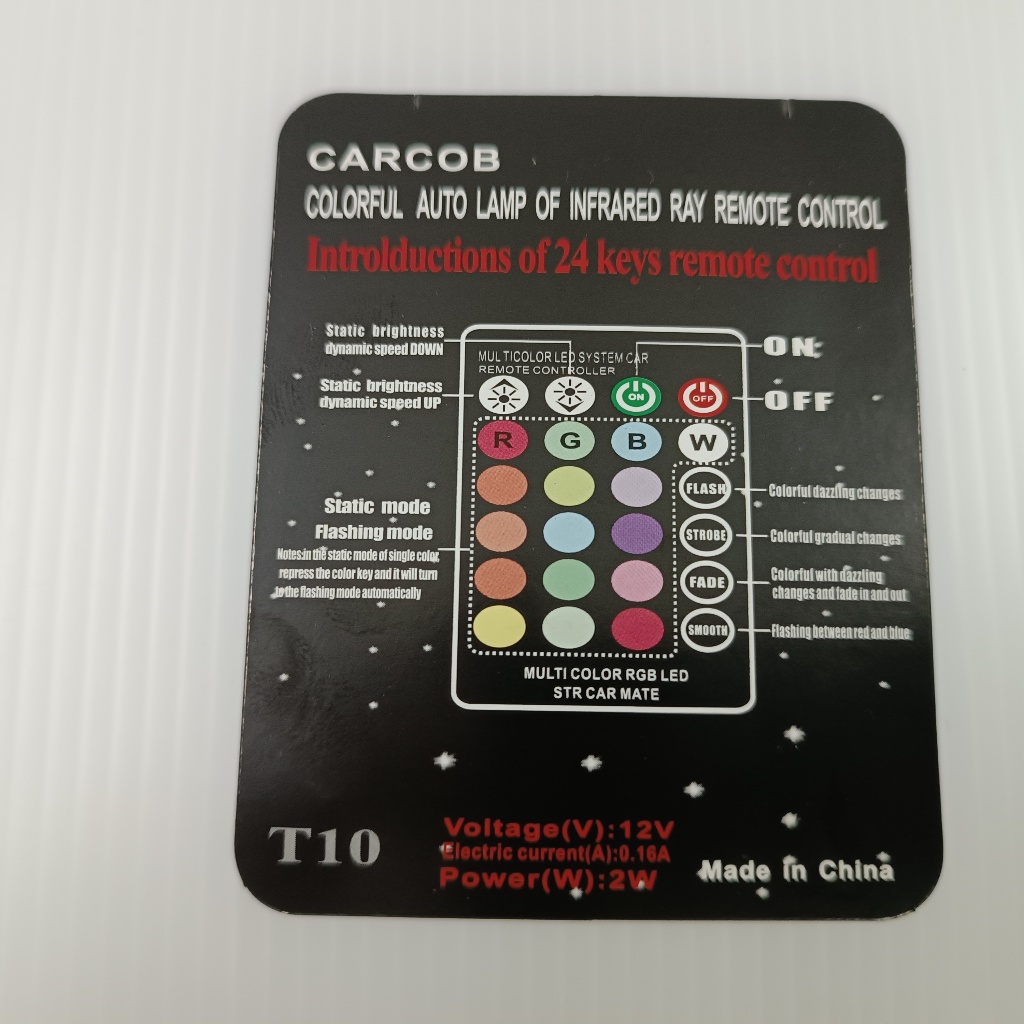 CARCOB
COLORFUL AUTO LAMP OF INFRARED RAY REMOTE CONTROL
Introlductions of 24 keys remote control
Static brightness
dynamic speed DOWN
MULTICOLOR LED SYSTEM CAR
REMOTE CONTROLLER
ON
Static brightness
dynamic speed UP
ON
OFF
OFF
R G B W
FLASH
Colorful dazzling changes
Static mode
Flashing mode
Notes:in the static mode of single color,
repress the color key and it will turn
to the flashing mode automatically
STROBE
Colorful gradual changes
FADE
Colorful with dazzling
changes and fade in and out
SMOOTH
Flashing between red and blue
MULTI COLOR RGB LED
STR CAR MATE
T10
Voltage(V):12V
Electric current(A):0.16A
Power(W):2W
Made in China